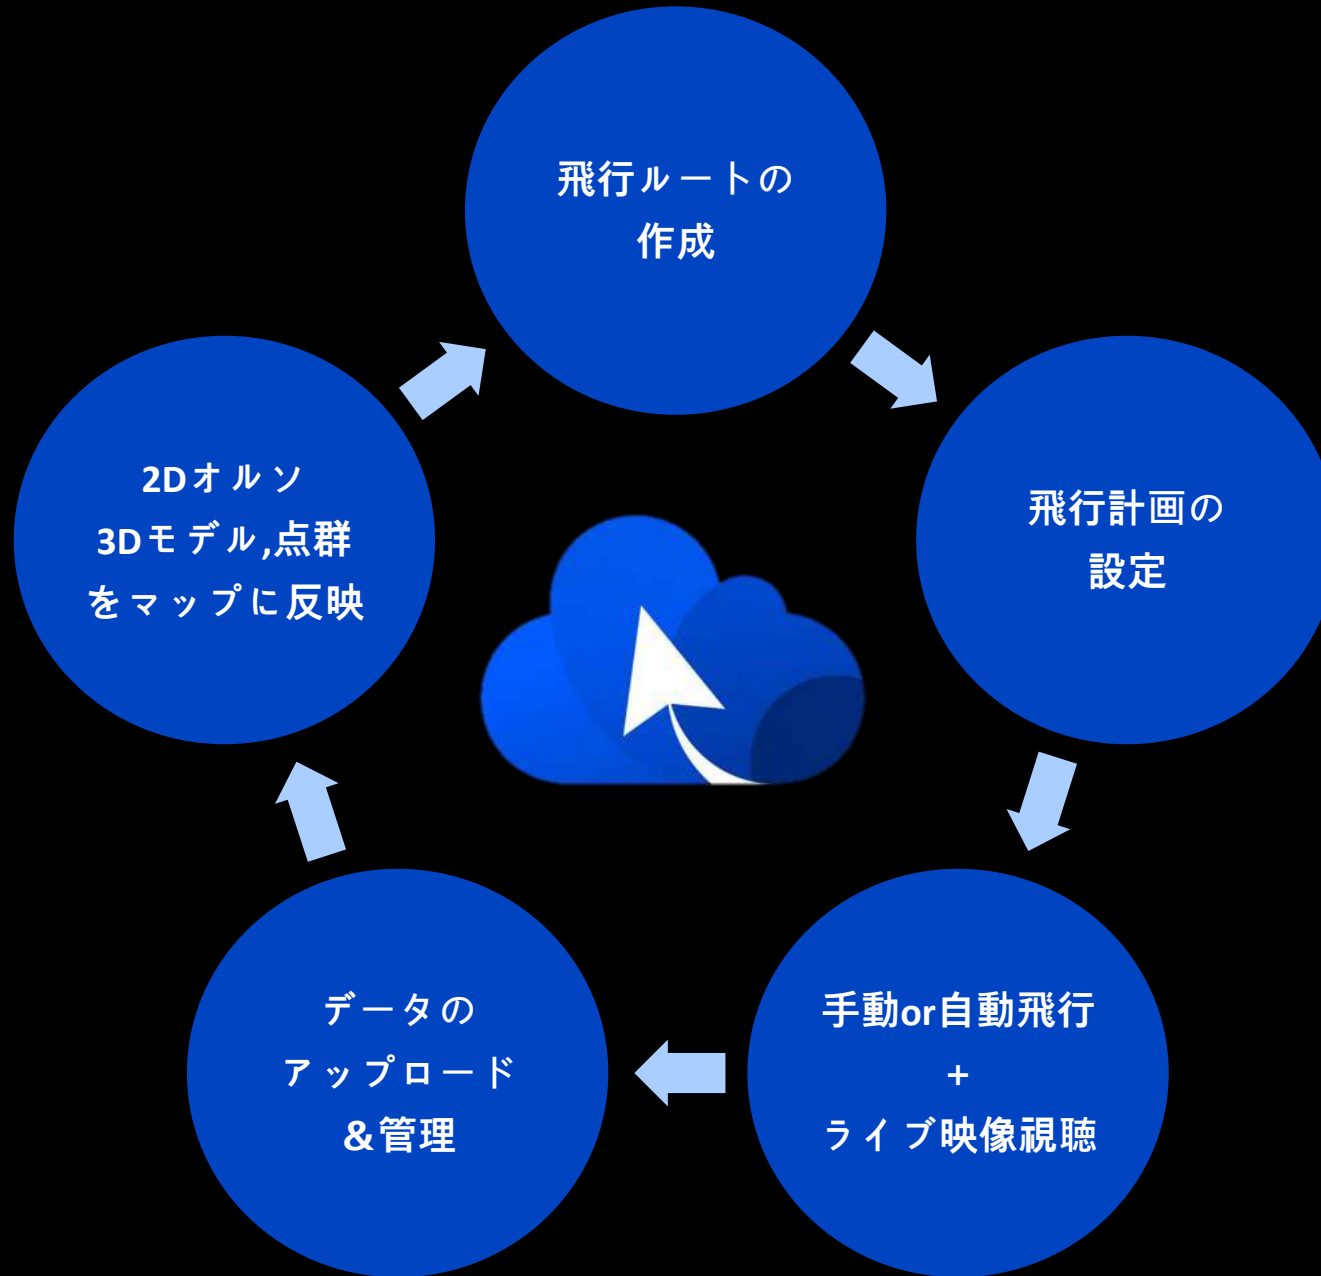 飛行ルートの
作成
飛行計画の
設定
手動or自動飛行
+
ライブ映像視聴
データの
アップロード
&管理
2Dオルソ
3Dモデル,点群
をマップに反映